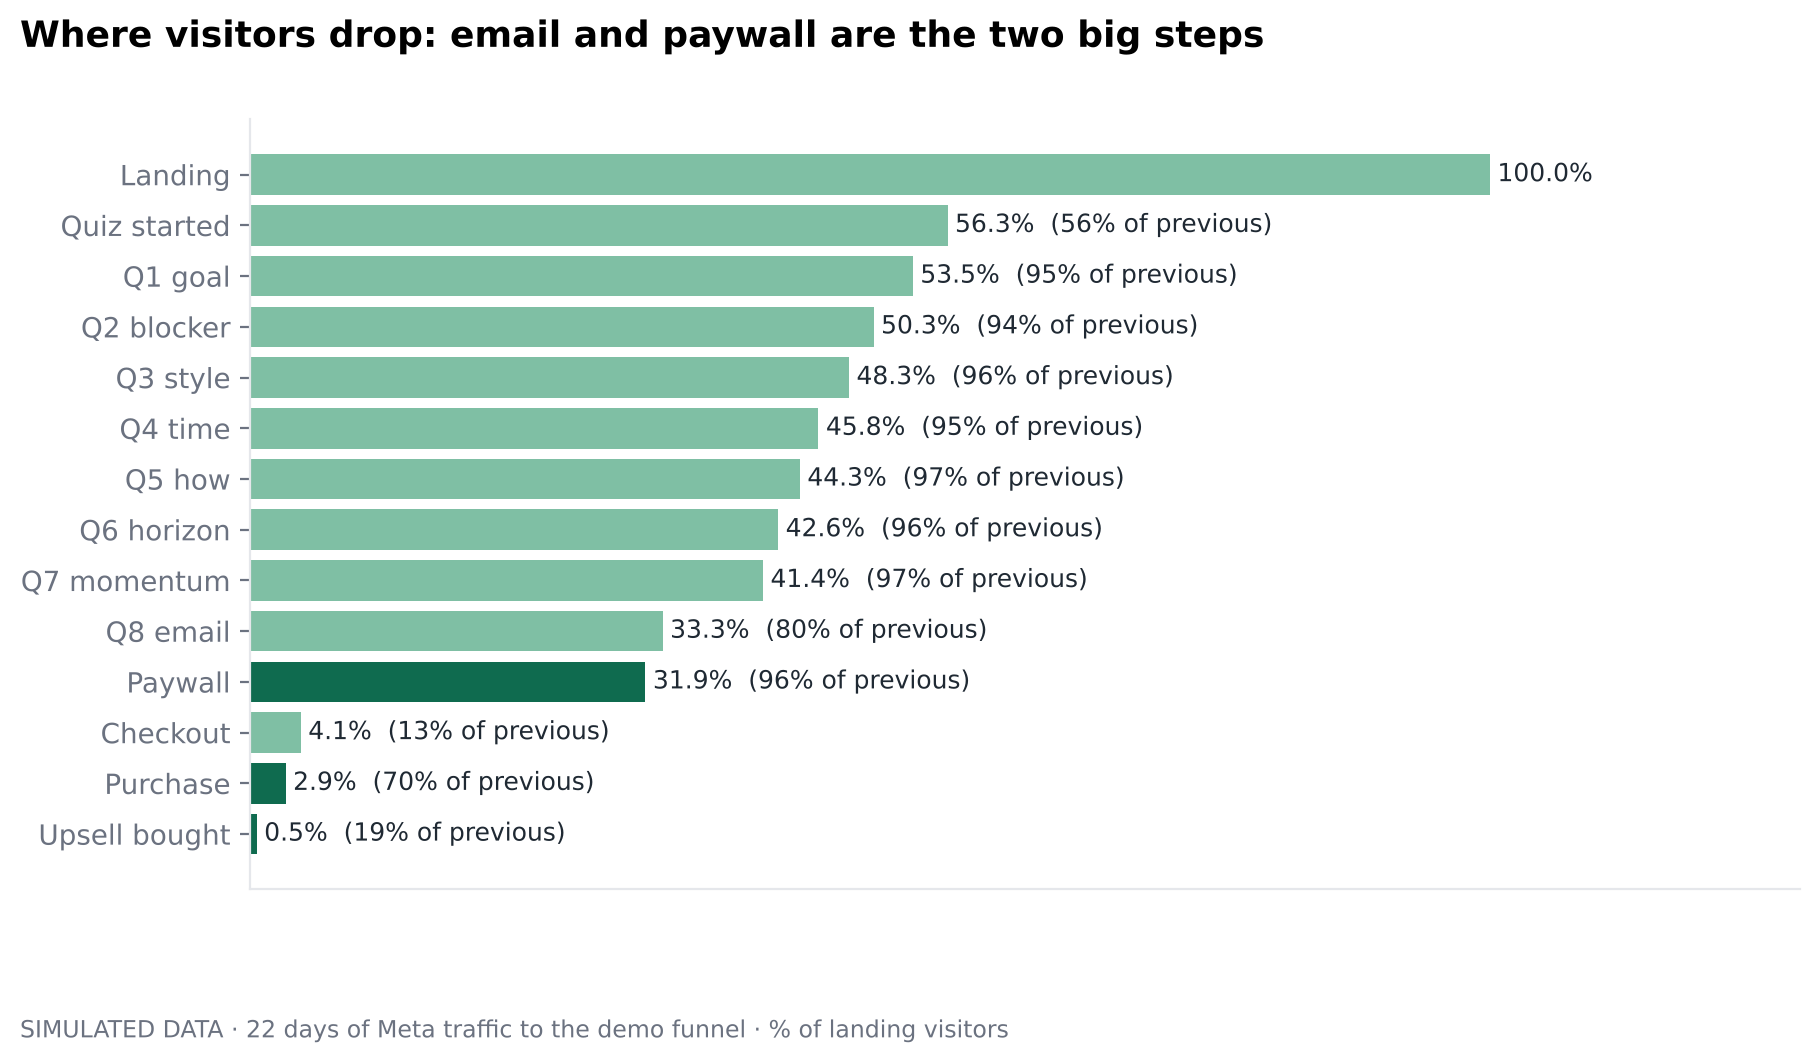 Where visitors drop: email and paywall are the two big steps
Landing 100.0%
Quiz started 56.3% (56% of previous)
Q1 goal 53.5% (95% of previous)
Q2 blocker 50.3% (94% of previous)
Q3 style 48.3% (96% of previous)
Q4 time 45.8% (95% of previous)
Q5 how 44.3% (97% of previous)
Q6 horizon 42.6% (96% of previous)
Q7 momentum 41.4% (97% of previous)
Q8 email 33.3% (80% of previous)
Paywall 31.9% (96% of previous)
Checkout 4.1% (13% of previous)
Purchase 2.9% (70% of previous)
Upsell bought 0.5% (19% of previous)
SIMULATED DATA · 22 days of Meta traffic to the demo funnel · % of landing visitors